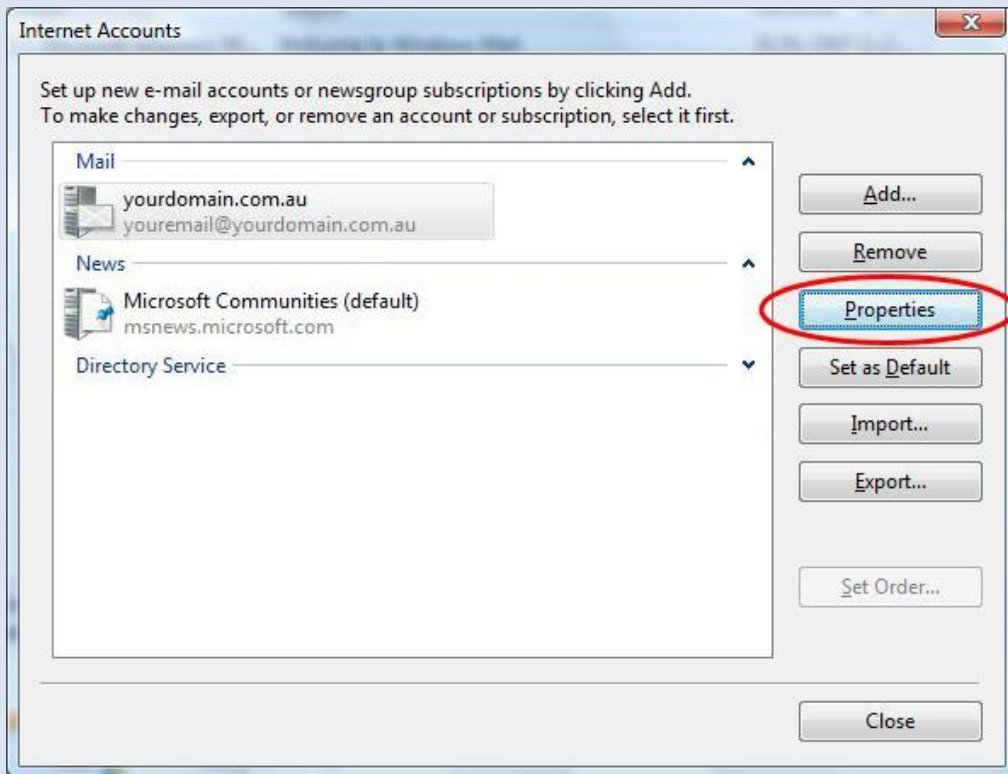 Internet Accounts
Set up new e-mail accounts or newsgroup subscriptions by clicking Add.
To make changes, export, or remove an account or subscription, select it first.
Mail
yourdomain.com.au
youremail@yourdomain.com.au
News
Microsoft Communities (default)
msnews.microsoft.com
Directory Service
Add...
Remove
Properties
Set as Default
Import...
Export...
Set Order...
Close